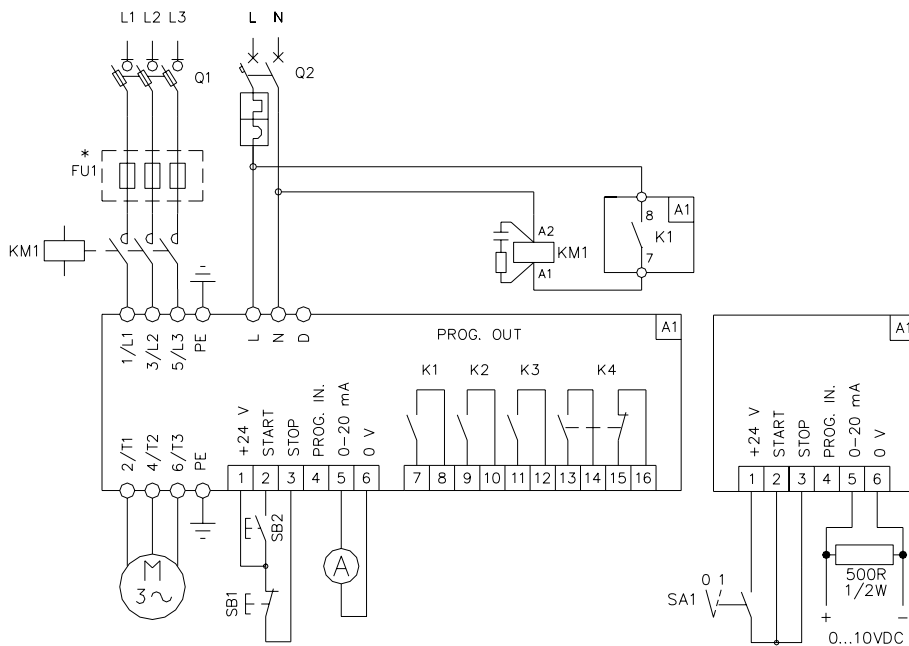 L1 L2 L3
L N
Q1
Q2
*
FU1
8
A1
K1
7
KM1
A2
KM1
A1
PROG. OUT
A1
A1
1/L1
3/L2
5/L3
PE
L
N
D
K1 K2 K3 K4
2/T1
4/T2
6/T3
PE
+24 V
START
STOP
PROG. IN.
0-20 mA
0 V
+24 V
START
STOP
PROG. IN.
0-20 mA
0 V
1 2 3 4 5 6
7 8 9 10 11 12 13 14 15 16
1 2 3 4 5 6
SB2
M
3~
A
SB1
500R
1/2W
SA1
0 1
+ -
0...10VDC